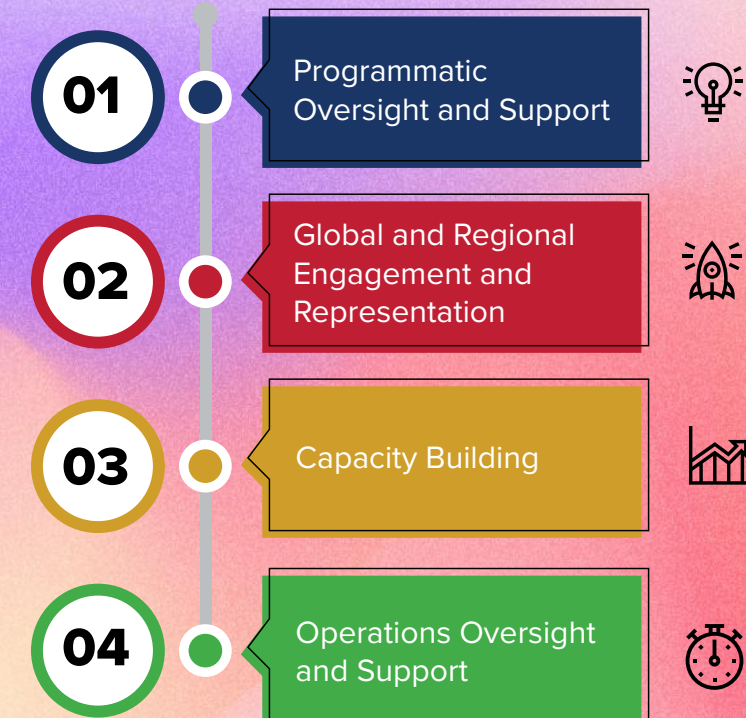 01
Programmatic
Oversight and Support
02
Global and Regional
Engagement and
Representation
03
Capacity Building
04
Operations Oversight
and Support